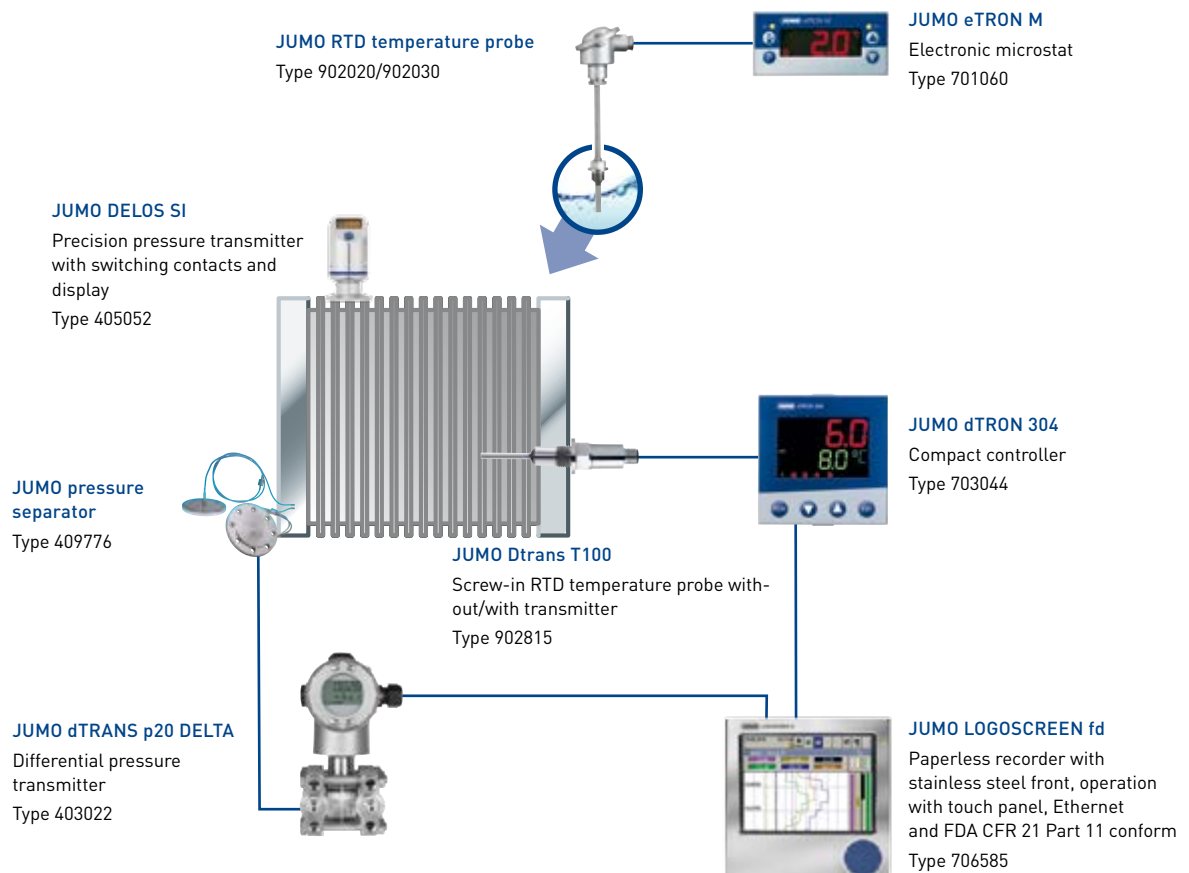 JUMO RTD temperature probe
Type 902020/902030
JUMO eTRON M
Electronic microstat
Type 701060
2.0°
JUMO DELOS SI
Precision pressure transmitter
with switching contacts and
display
Type 405052
JUMO dTRON 304
Compact controller
Type 703044
6.0
8.0 °C
JUMO pressure
separator
Type 409776
JUMO Dtrans T100
Screw-in RTD temperature probe with-
out/with transmitter
Type 902815
JUMO dTRANS p20 DELTA
Differential pressure
transmitter
Type 403022
JUMO LOGOSCREEN fd
Paperless recorder with
stainless steel front, operation
with touch panel, Ethernet
and FDA CFR 21 Part 11 conform
Type 706585